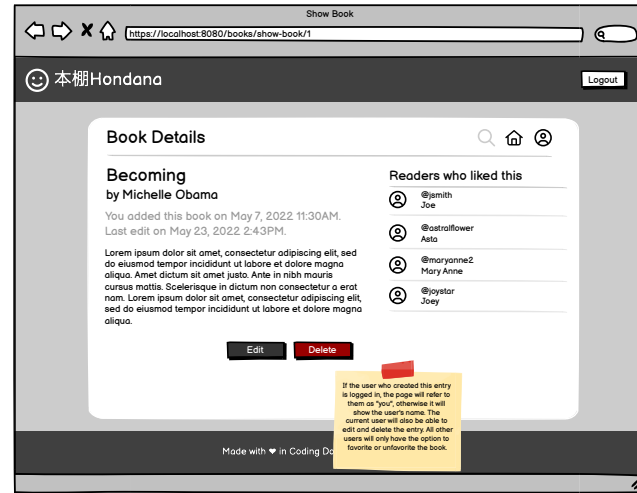 Show Book
https://localhost:8080/books/show-book/1
本棚Hondana
Logout
Book Details
Becoming
by Michelle Obama
You added this book on May 7, 2022 11:30AM.
Last edit on May 23, 2022 2:43PM.
Lorem ipsum dolor sit amet, consectetur adipiscing elit, sed
do eiusmod tempor incididunt ut labore et dolore magna
aliqua. Amet dictum sit amet justo. Ante in nibh mauris
cursus mattis. Scelerisque in dictum non consectetur a erat
nam. Lorem ipsum dolor sit amet, consectetur adipiscing elit,
sed do eiusmod tempor incididunt ut labore et dolore magna
aliqua.
Edit
Delete
Readers who liked this
@jsmith
Joe
@astralflower
Asta
@maryanne2
Mary Anne
@joystar
Joey
If the user who created this entry
is logged in, the page will refer to
them as "you", otherwise it will
show the user's name. The
current user will also be able to
edit and delete the entry. All other
users will only have the option to
favorite or unfavorite the book.
Made with ❤ in Coding Do